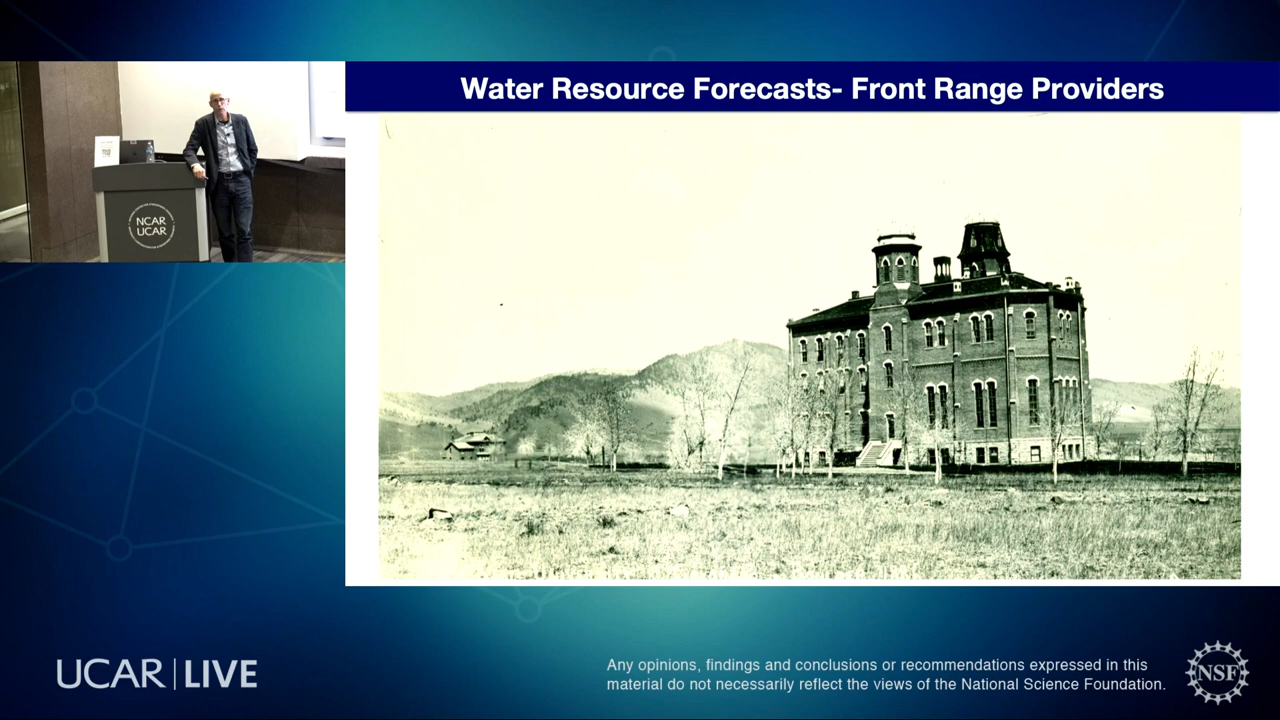 Water Resource Forecasts- Front Range Providers
NCAR
UCAR
UCAR | LIVE
Any opinions, findings and conclusions or recommendations expressed in this
material do not necessarily reflect the views of the National Science Foundation.
NSF